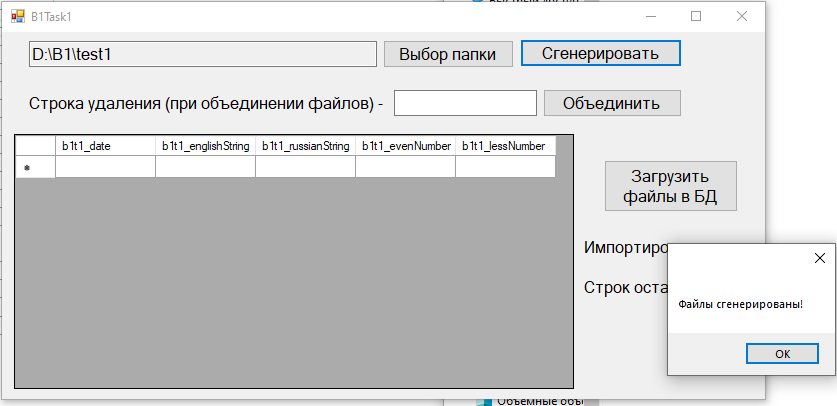 B1Task1
D:\B1\test1
Выбор папки
Сгенерировать
Строка удаления (при объединении файлов) -
Объединить
b1t1_date b1t1_englishString b1t1_russianString b1t1_evenNumber b1t1_lessNumber
*
Загрузить
файлы в БД
Импортиро
Строк оста
Файлы сгенерированы!
OK
Объемные объ